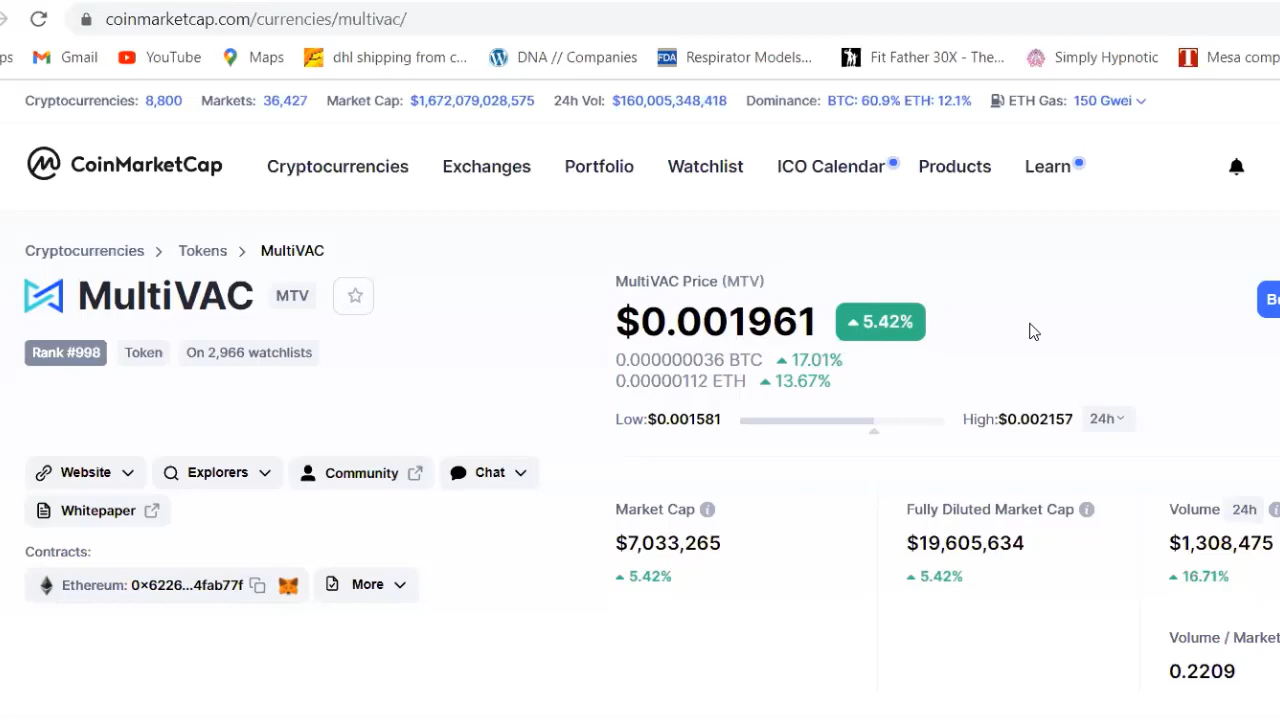 coinmarketcap.com/currencies/multivac/
Gmail YouTube Maps dhl shipping from c... DNA // Companies Respirator Models... Fit Father 30X - The... Simply Hypnotic Mesa comp
Cryptocurrencies: 8,800 Markets: 36,427 Market Cap: $1,672,079,028,575 24h Vol: $160,005,348,418 Dominance: BTC: 60.9% ETH: 12.1% ETH Gas: 150 Gwei
CoinMarketCap Cryptocurrencies Exchanges Portfolio Watchlist ICO Calendar Products Learn
Cryptocurrencies > Tokens > MultiVAC
MultiVAC MTV
Rank #998 Token On 2,966 watchlists
Website Explorers Community Chat
Whitepaper
Contracts:
Ethereum: 0x6226...4fab77f More
MultiVAC Price (MTV)
$0.001961 5.42%
0.000000036 BTC 17.01%
0.00000112 ETH 13.67%
Low:$0.001581 High:$0.002157 24h
Market Cap
$7,033,265
5.42%
Fully Diluted Market Cap
$19,605,634
5.42%
Volume 24h
$1,308,475
16.71%
Volume / Market
0.2209